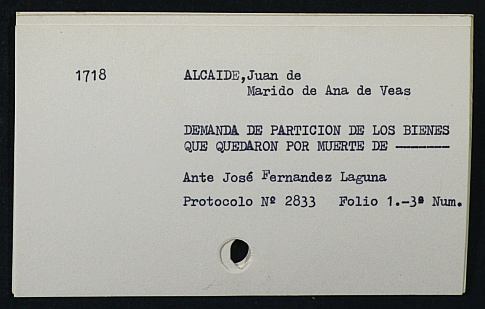 1718
ALCAIDE, Juan de
Marido de Ana de Veas
DEMANDA DE PARTICION DE LOS BIENES
QUE QUEDARON POR MUERTE DE ———————
Ante José Fernandez Laguna
Protocolo Nº 2833 Folio 1.-3º Num.